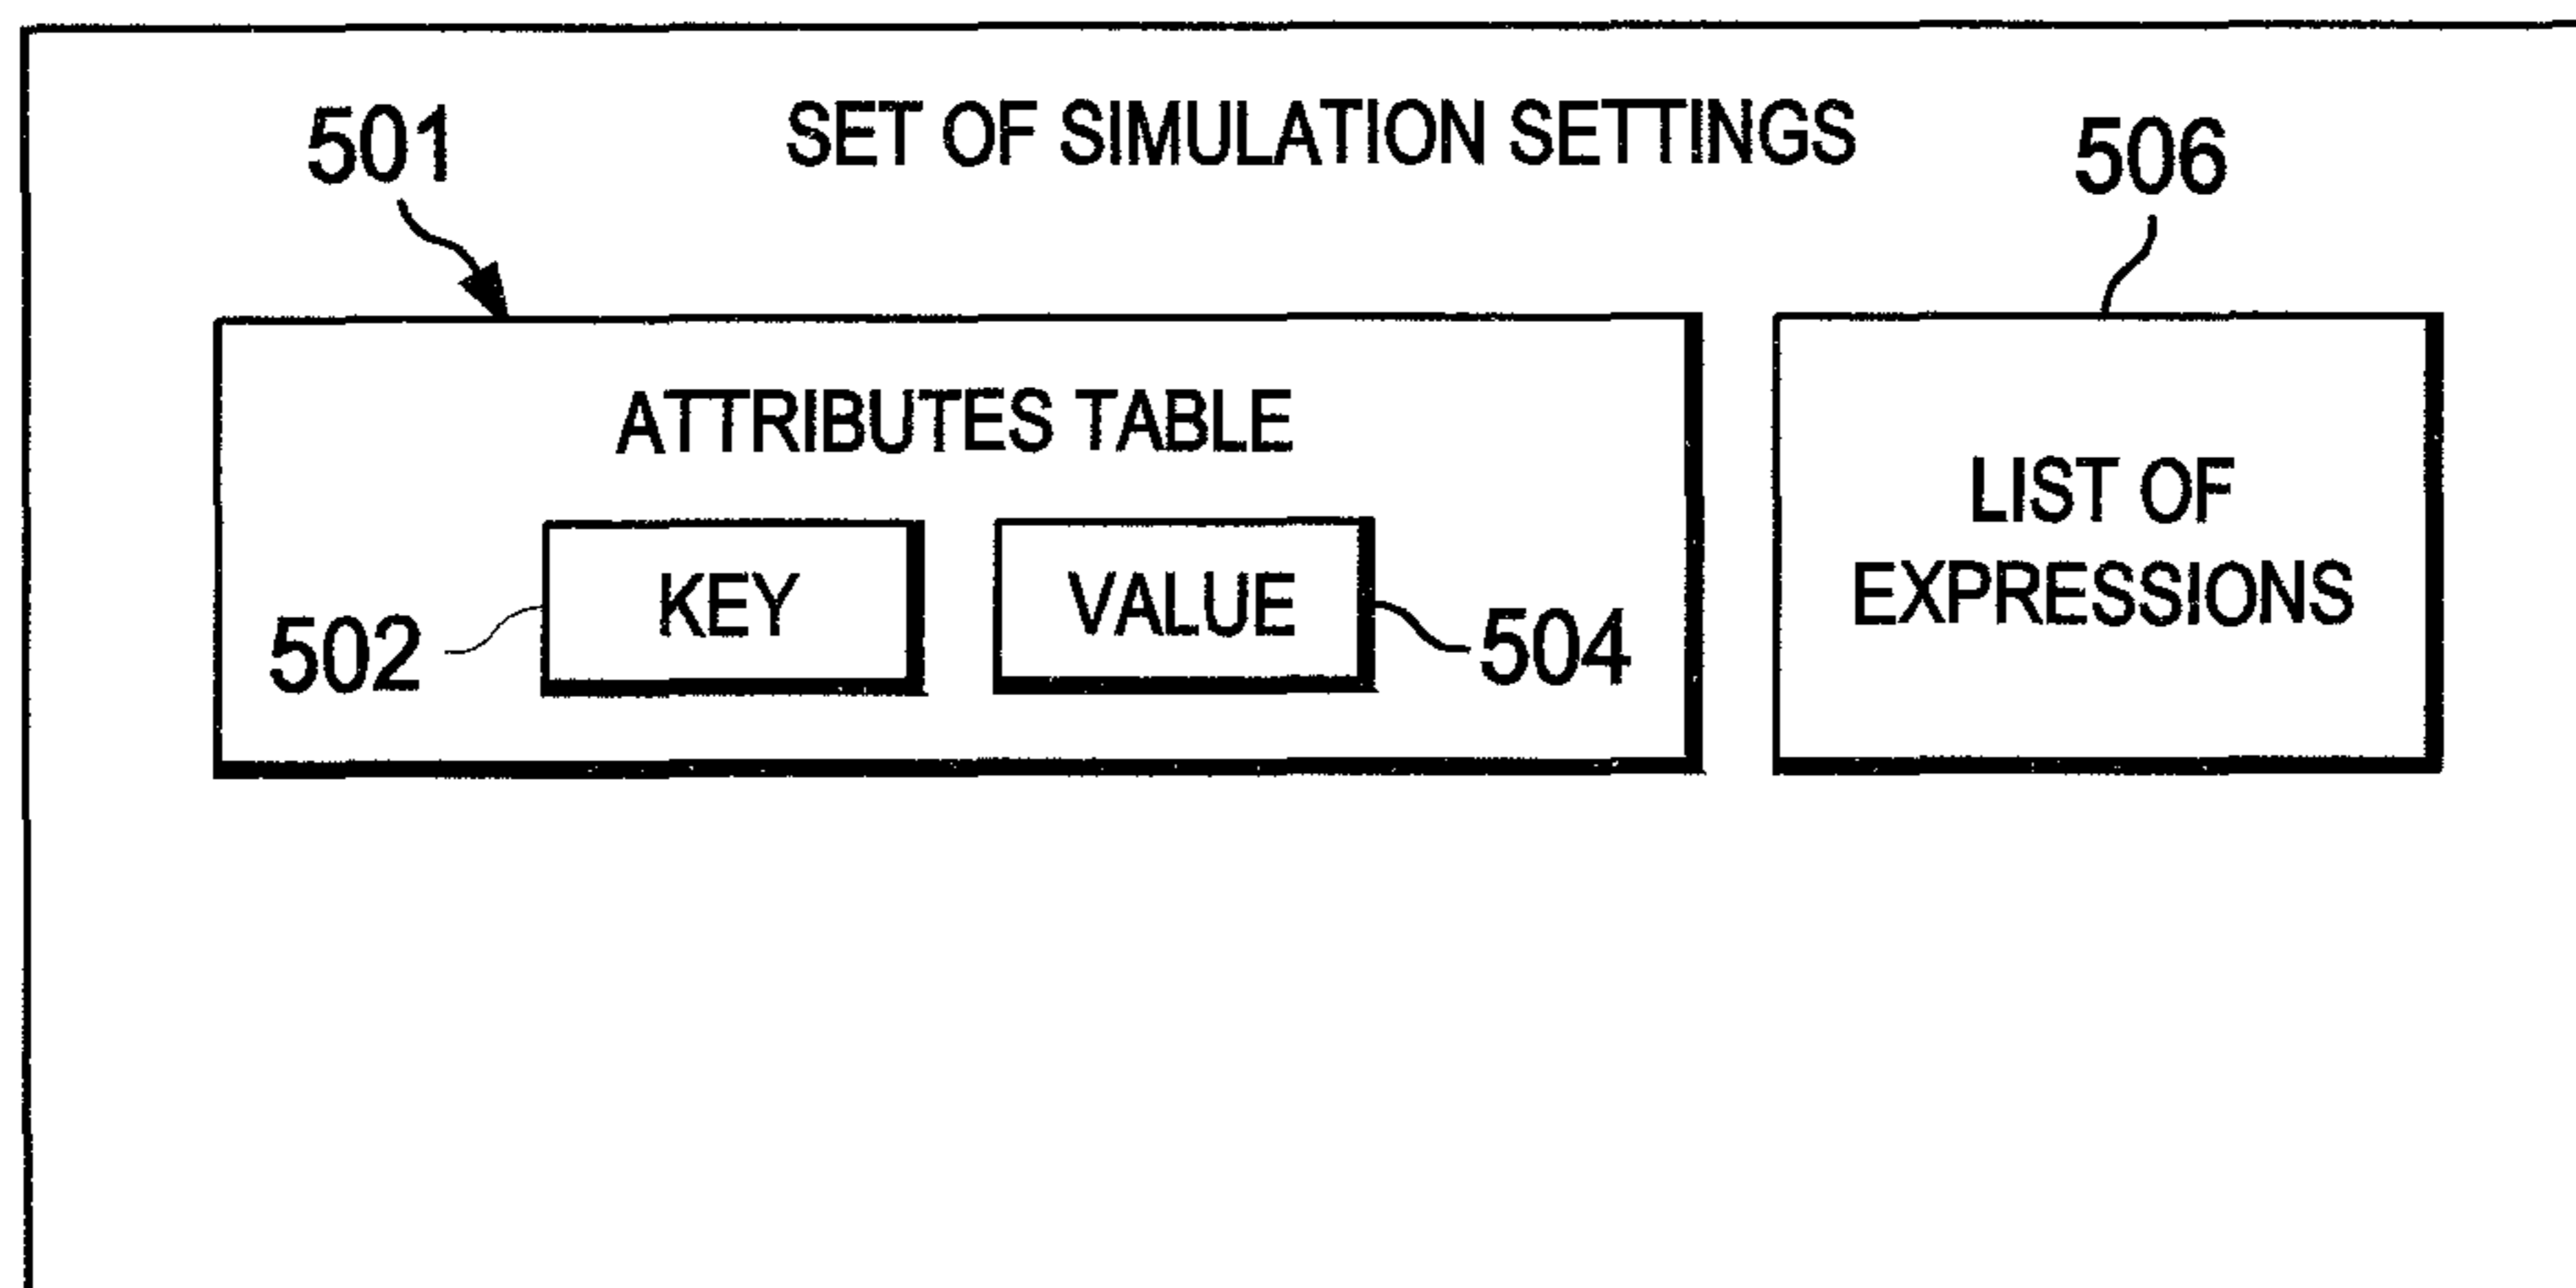 SET OF SIMULATION SETTINGS
501
506
ATTRIBUTES TABLE
LIST OF
EXPRESSIONS
502
KEY
VALUE
504